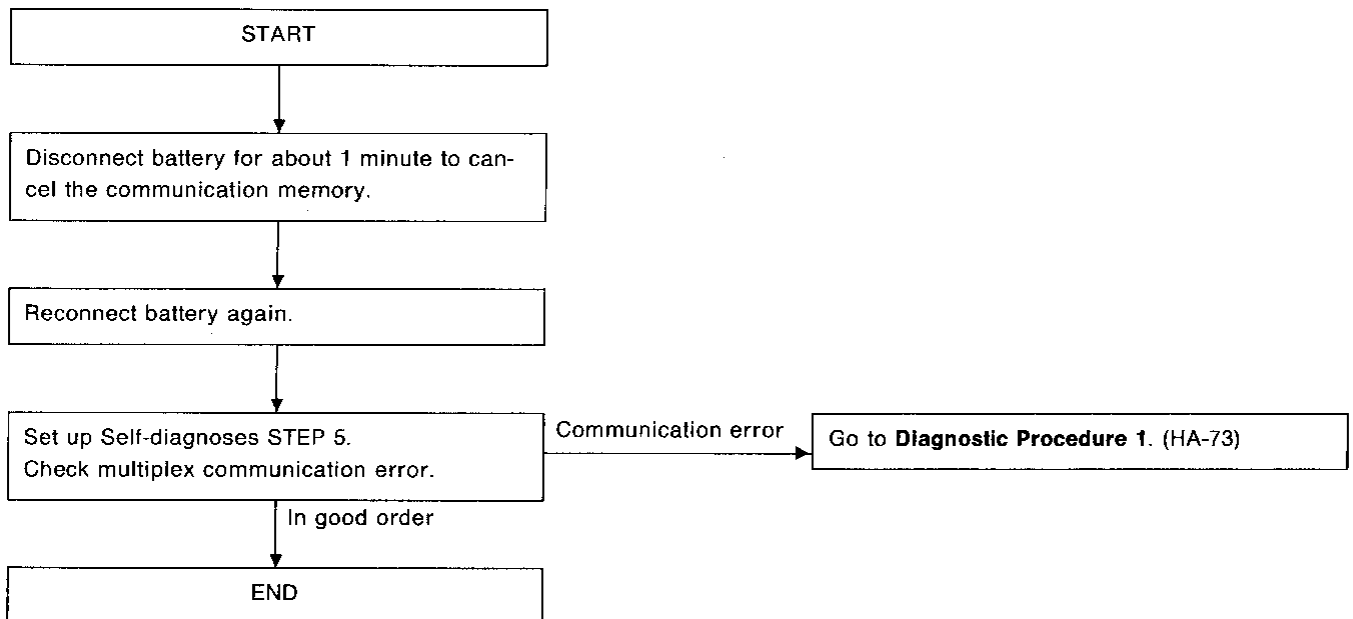 START
Disconnect battery for about 1 minute to can-
cel the communication memory.
Reconnect battery again.
Set up Self-diagnoses STEP 5.
Check multiplex communication error.
Communication error
Go to Diagnostic Procedure 1. (HA-73)
In good order
END